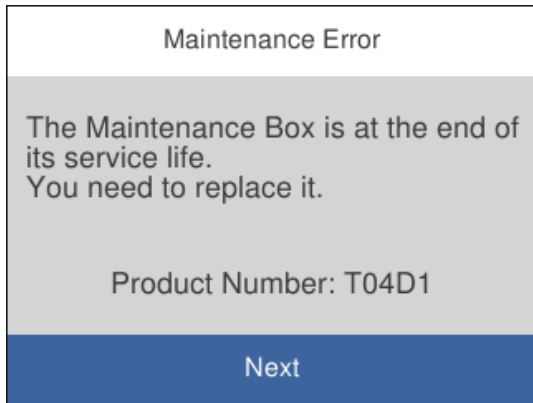 Maintenance Error
The Maintenance Box is at the end of
its service life.
You need to replace it.
Product Number: T04D1
Next